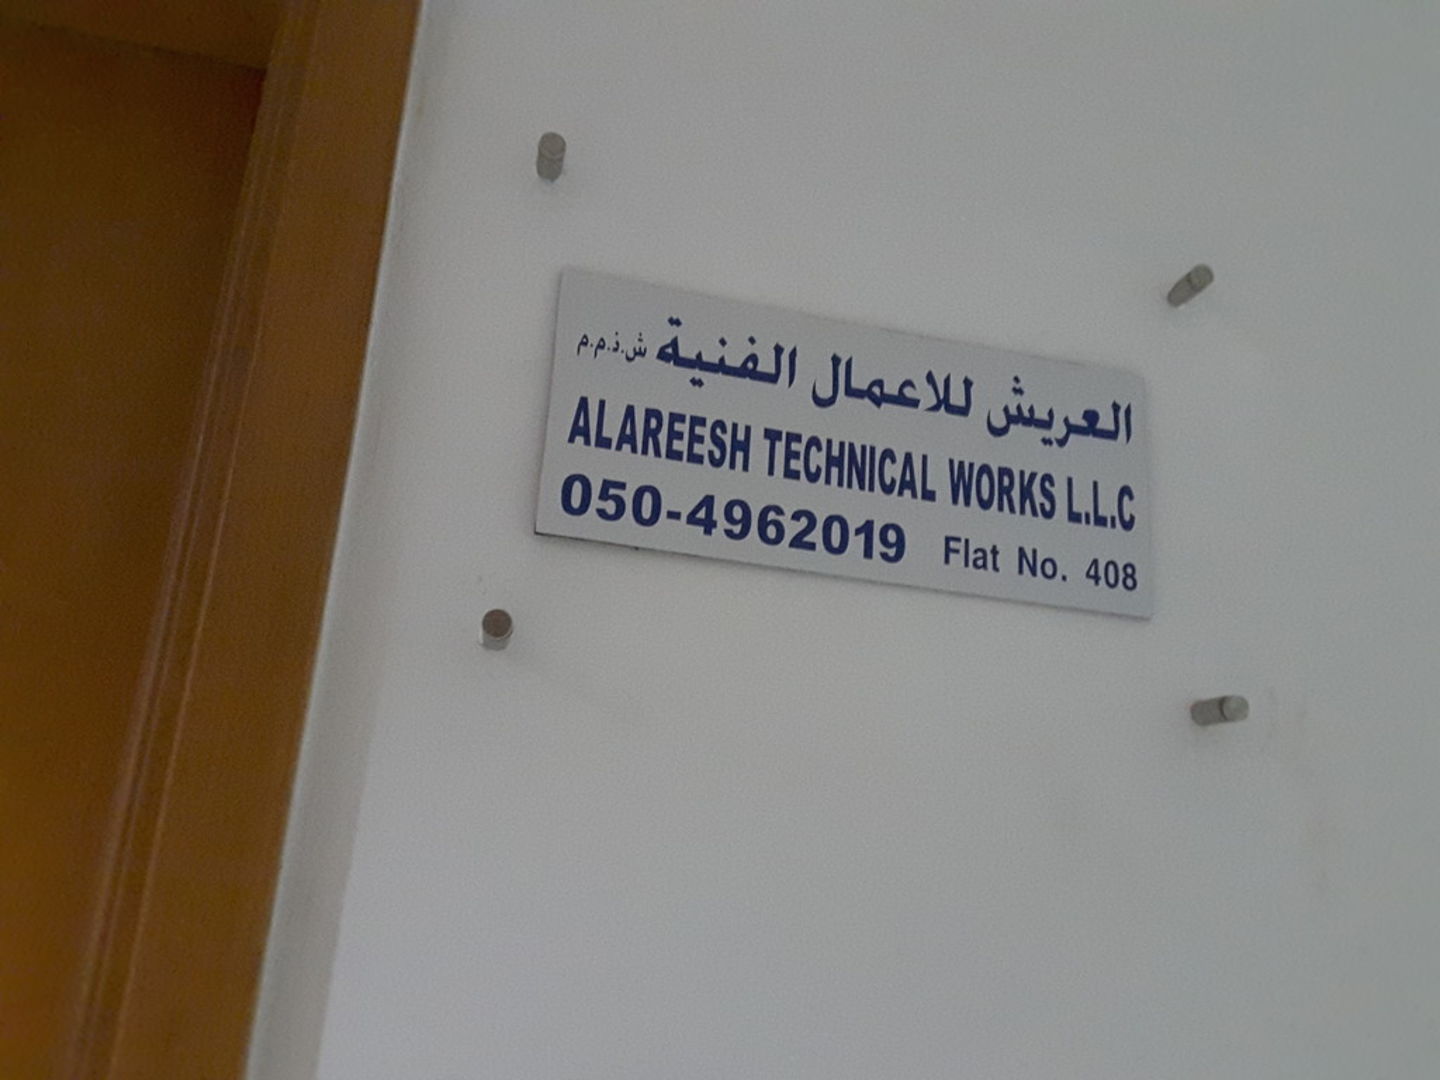 العريش للاعمال الفنية ش.ذ.م.م
ALAREESH TECHNICAL WORKS L.L.C
050-4962019 Flat No. 408